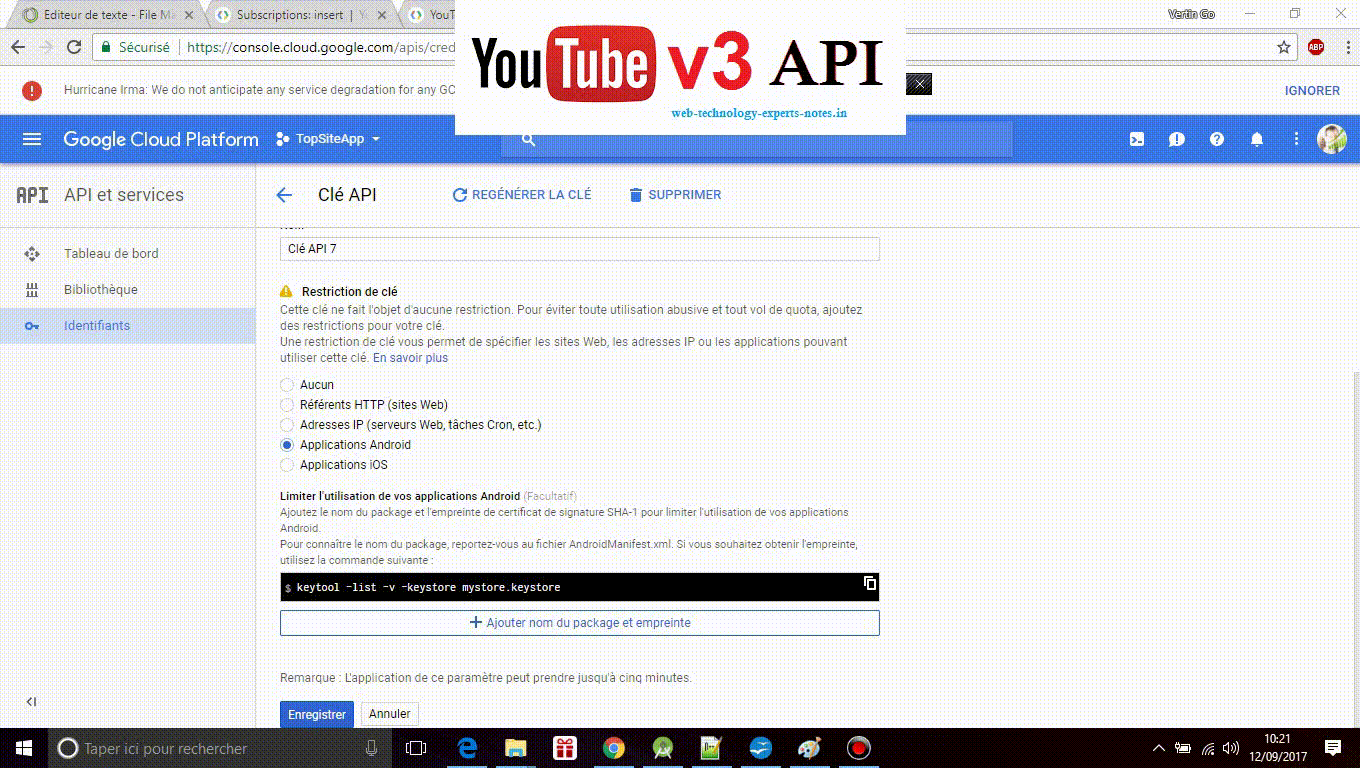 Editeur de texte - File Ma
Subscriptions: insert | Y
YouT
Vertin Go
Sécurisé
https://console.cloud.google.com/apis/cred
ABP
YouTube v3 API
web-technology-experts-notes.in
Hurricane Irma: We do not anticipate any service degradation for any GC
IGNORER
Google Cloud Platform
TopSiteApp
API API et services
Clé API
REGÉNÉRER LA CLÉ
SUPPRIMER
Tableau de bord
Bibliothèque
Identifiants
Clé API 7
Restriction de clé
Cette clé ne fait l'objet d'aucune restriction. Pour éviter toute utilisation abusive et tout vol de quota, ajoutez
des restrictions pour votre clé.
Une restriction de clé vous permet de spécifier les sites Web, les adresses IP ou les applications pouvant
utiliser cette clé. En savoir plus
Aucun
Référents HTTP (sites Web)
Adresses IP (serveurs Web, tâches Cron, etc.)
Applications Android
Applications iOS
Limiter l'utilisation de vos applications Android (Facultatif)
Ajoutez le nom du package et l'empreinte de certificat de signature SHA-1 pour limiter l'utilisation de vos applications
Android.
Pour connaître le nom du package, reportez-vous au fichier AndroidManifest.xml. Si vous souhaitez obtenir l'empreinte,
utilisez la commande suivante :
$ keytool -list -v -keystore mystore.keystore
+ Ajouter nom du package et empreinte
Remarque : L'application de ce paramètre peut prendre jusqu'à cinq minutes.
Enregistrer
Annuler
Taper ici pour rechercher
10:21
12/09/2017